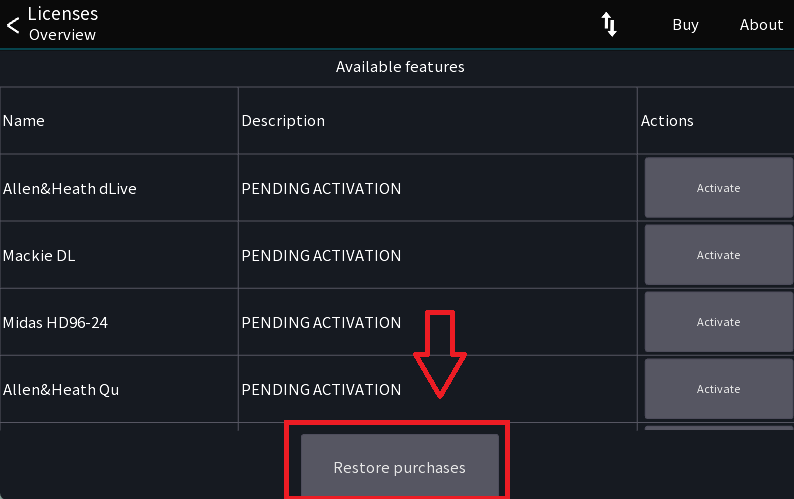 Licenses
Overview
Buy
About
Available features
Name Description Actions
Allen&Heath dLive PENDING ACTIVATION Activate
Mackie DL PENDING ACTIVATION Activate
Midas HD96-24 PENDING ACTIVATION Activate
Allen&Heath Qu PENDING ACTIVATION Activate
Restore purchases